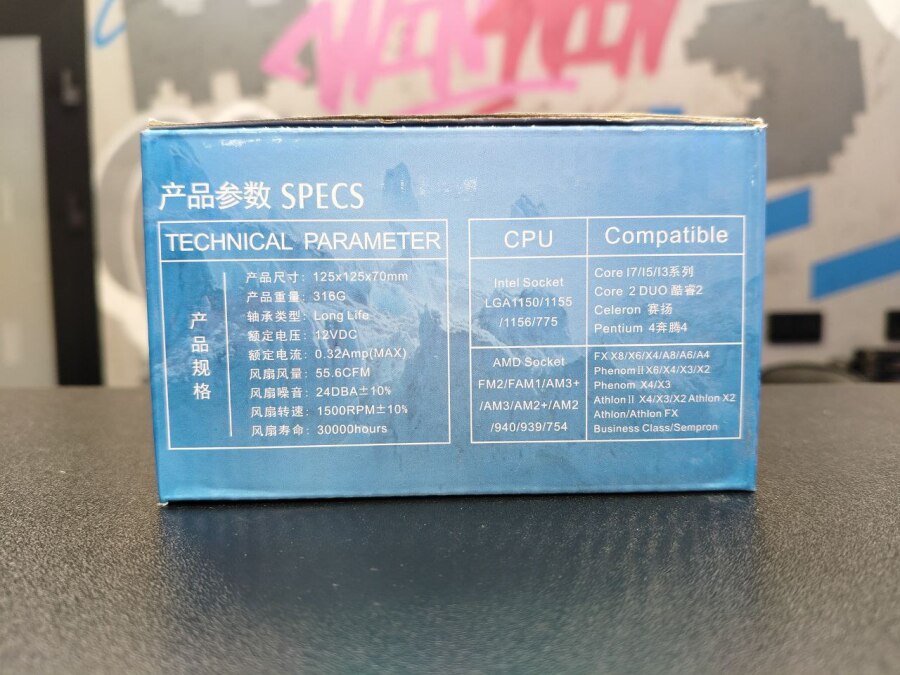 产品参数 SPECS
TECHNICAL PARAMETER
产品规格
产品尺寸: 125x125x70mm
产品重量: 316G
轴承类型: Long Life
额定电压: 12VDC
额定电流: 0.32Amp(MAX)
风扇风量: 55.6CFM
风扇噪音: 24DBA±10%
风扇转速: 1500RPM±10%
风扇寿命: 30000hours
CPU
Compatible
Intel Socket
LGA1150/1155
/1156/775
Core I7/I5/I3系列
Core 2 DUO 酷睿2
Celeron 赛扬
Pentium 4奔腾4
AMD Socket
FM2/FAM1/AM3+
/AM3/AM2+/AM2
/940/939/754
FX X8/X6/X4/A8/A6/A4
PhenomⅡX6/X4/X3/X2
Phenom X4/X3
AthlonⅡ X4/X3/X2 Athlon X2
Athlon/Athlon FX
Business Class/Sempron